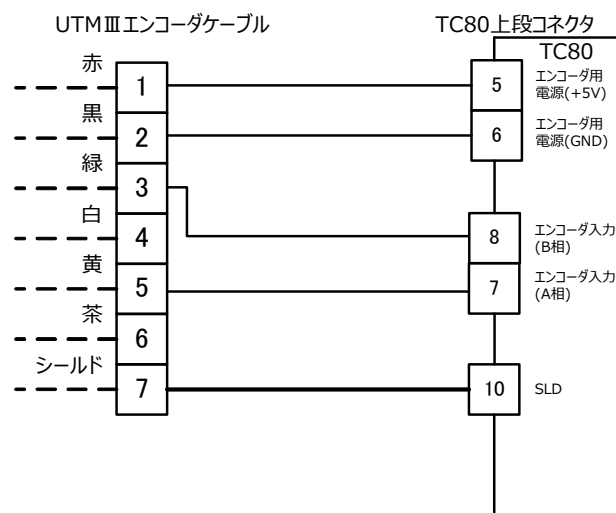 UTMⅢエンコーダケーブル
TC80上段コネクタ
TC80
赤
1
5
エンコーダ用
電源(+5V)
黒
2
6
エンコーダ用
電源(GND)
緑
3
白
4
8
エンコーダ入力
(B相)
黄
5
7
エンコーダ入力
(A相)
茶
6
シールド
7
10
SLD